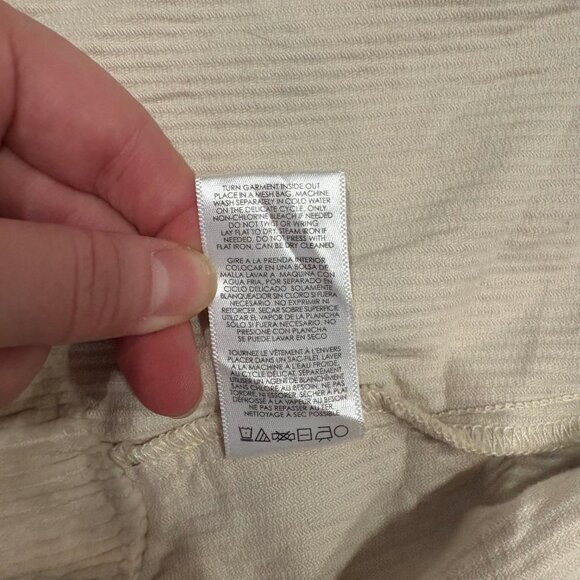 TURN GARMENT INSIDE OUT
PLACE IN A MESH BAG, MACHINE
WASH SEPARATELY IN COLD WATER
ON THE DELICATE CYCLE, ONLY
NON-CHLORINE BLEACH IF NEEDED
DO NOT TWIST OR WRING
LAY FLAT TO DRY, STEAM IRON IF
NEEDED, DO NOT PRESS WITH
FLAT IRON, CAN BE DRY CLEANED
GIRE A LA PRENDA INTERIOR
COLOCAR EN UNA BOLSA DE
MALLA LAVAR A MAQUINA CON
AGUA FRIA, POR SEPARADO EN
CICLO DELICADO SOLAMENTE
BLANQUEADOR SIN CLORO SI FUERA
NECESARIO. NO EXPRIMIR NI
RETORCER. SECAR SOBRE SUPERFICIE
UTILIZAR EL VAPOR DE LA PLANCHA
SÓLO SI FUERA NECESARIO. NO
PRESIONE CON PLANCHA
SE PUEDE LAVAR EN SECO
TOURNEZ LE VÊTEMENT À L'ENVERS
PLACER DANS UN SAC-FILET, LAVER
À LA MACHINE À L'EAU FROIDE,
AU CYCLE DÉLICAT, SÉPARÉMENT
UTILISER UN AGENT DE BLANCHIMENT
SANS CHLORE AU BESOIN, NE PAS
TORDRE, NI ESSORER, SÉCHER À PLAT
DÉFROISSÉ À LA VAPEUR AU BESOIN
NE PAS REPASSER AU FER,
NETTOYAGE À SEC POSSIBLE